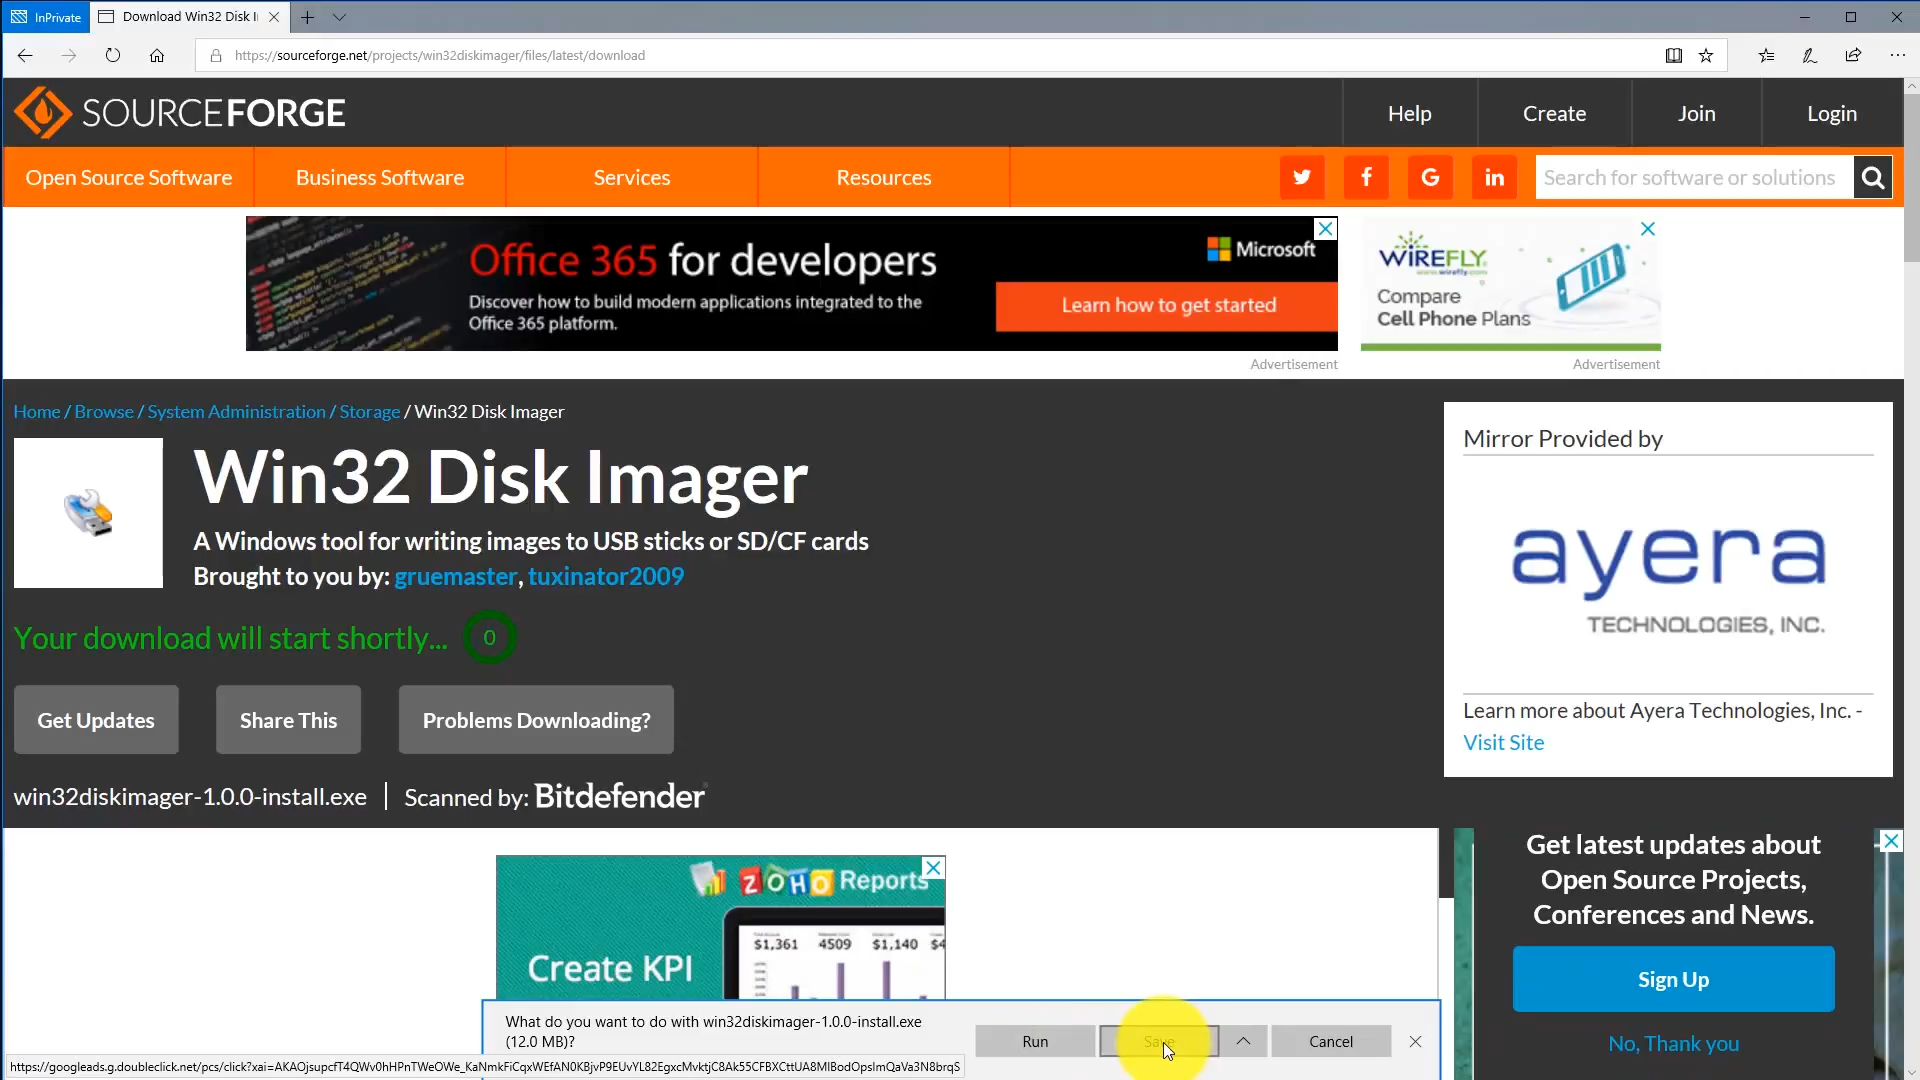 InPrivate
Download Win32 Disk I
https://sourceforge.net/projects/win32diskimager/files/latest/download
SOURCEFORGE
Help
Create
Join
Login
Open Source Software
Business Software
Services
Resources
Search for software or solutions
Office 365 for developers
Discover how to build modern applications integrated to the
Office 365 platform.
Microsoft
Learn how to get started
Advertisement
WIREFLY
www.wirefly.com
Compare
Cell Phone Plans
Advertisement
Home / Browse / System Administration / Storage / Win32 Disk Imager
Win32 Disk Imager
A Windows tool for writing images to USB sticks or SD/CF cards
Brought to you by: gruemaster, tuxinator2009
Your download will start shortly... 0
Get Updates
Share This
Problems Downloading?
win32diskimager-1.0.0-install.exe
Scanned by: Bitdefender
Mirror Provided by
ayera
TECHNOLOGIES, INC.
Learn more about Ayera Technologies, Inc. -
Visit Site
ZOHO Reports
Create KPI
$1,361 4509 $1,140 $4
Get latest updates about
Open Source Projects,
Conferences and News.
Sign Up
No, Thank you
What do you want to do with win32diskimager-1.0.0-install.exe
(12.0 MB)?
Run
Save
Cancel